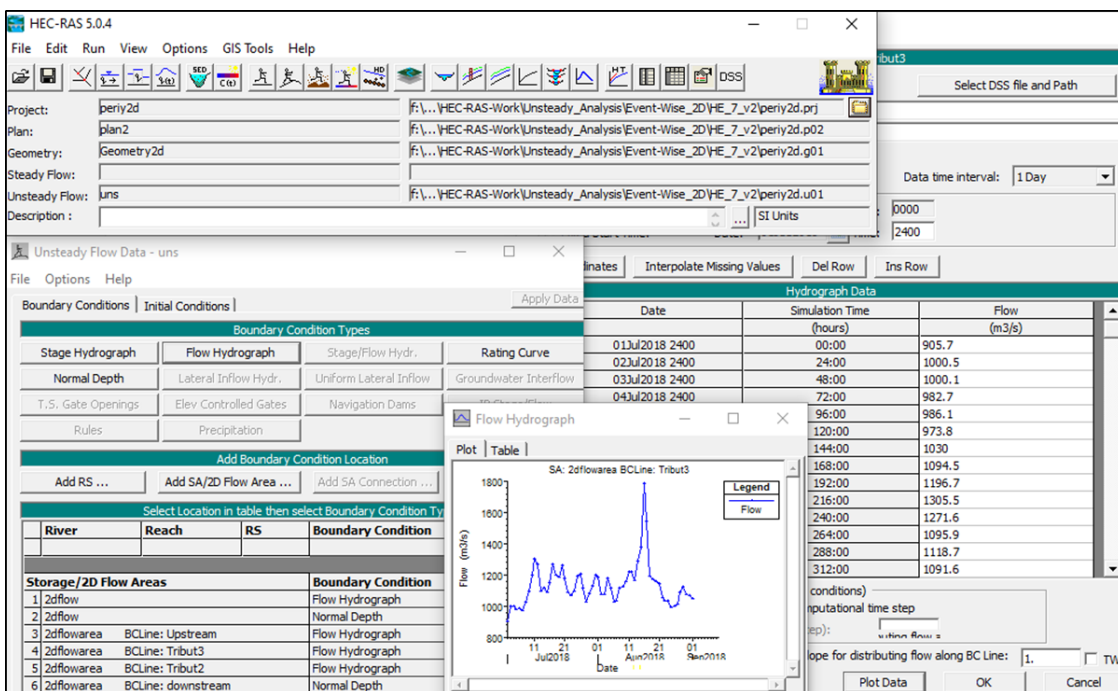 HEC-RAS 5.0.4
File Edit Run View Options GIS Tools Help
SED C(t) HD HT DSS
Project: periy2d f:\...\HEC-RAS-Work\Unsteady_Analysis\Event-Wise_2D\HE_7_v2\periy2d.prj
Plan: plan2 f:\...\HEC-RAS-Work\Unsteady_Analysis\Event-Wise_2D\HE_7_v2\periy2d.p02
Geometry: Geometry2d f:\...\HEC-RAS-Work\Unsteady_Analysis\Event-Wise_2D\HE_7_v2\periy2d.g01
Steady Flow:
Unsteady Flow: uns f:\...\HEC-RAS-Work\Unsteady_Analysis\Event-Wise_2D\HE_7_v2\periy2d.u01
Description : ... SI Units
ribut3
Select DSS file and Path
Data time interval: 1 Day
0000
2400
dinates Interpolate Missing Values Del Row Ins Row
Hydrograph Data
Date Simulation Time Flow
(hours) (m3/s)
01Jul2018 2400 00:00 905.7
02Jul2018 2400 24:00 1000.5
03Jul2018 2400 48:00 1000.1
04Jul2018 2400 72:00 982.7
96:00 986.1
120:00 973.8
144:00 1030
168:00 1094.5
192:00 1196.7
216:00 1305.5
240:00 1271.6
264:00 1095.9
288:00 1118.7
312:00 1091.6
conditions)
mputational time step
ep):
lope for distributing flow along BC Line: 1. TW
Plot Data OK Cancel
Unsteady Flow Data - uns
File Options Help
Boundary Conditions Initial Conditions Apply Data
Boundary Condition Types
Stage Hydrograph Flow Hydrograph Stage/Flow Hydr. Rating Curve
Normal Depth Lateral Inflow Hydr. Uniform Lateral Inflow Groundwater Interflow
T.S. Gate Openings Elev Controlled Gates Navigation Dams
Rules Precipitation
Add Boundary Condition Location
Add RS ... Add SA/2D Flow Area ... Add SA Connection ...
Select Location in table then select Boundary Condition Ty
River Reach RS Boundary Condition
Storage/2D Flow Areas Boundary Condition
1 2dflow Flow Hydrograph
2 2dflow Normal Depth
3 2dflowarea BCLine: Upstream Flow Hydrograph
4 2dflowarea BCLine: Tribut3 Flow Hydrograph
5 2dflowarea BCLine: Tribut2 Flow Hydrograph
6 2dflowarea BCLine: downstream Normal Depth
Flow Hydrograph
Plot Table
SA: 2dflowarea BCLine: Tribut3
Legend
Flow
Flow (m3/s)
1800
1600
1400
1200
1000
800
11 21 01 11 21 01
Jul2018 Aug2018 Sep2018
Date